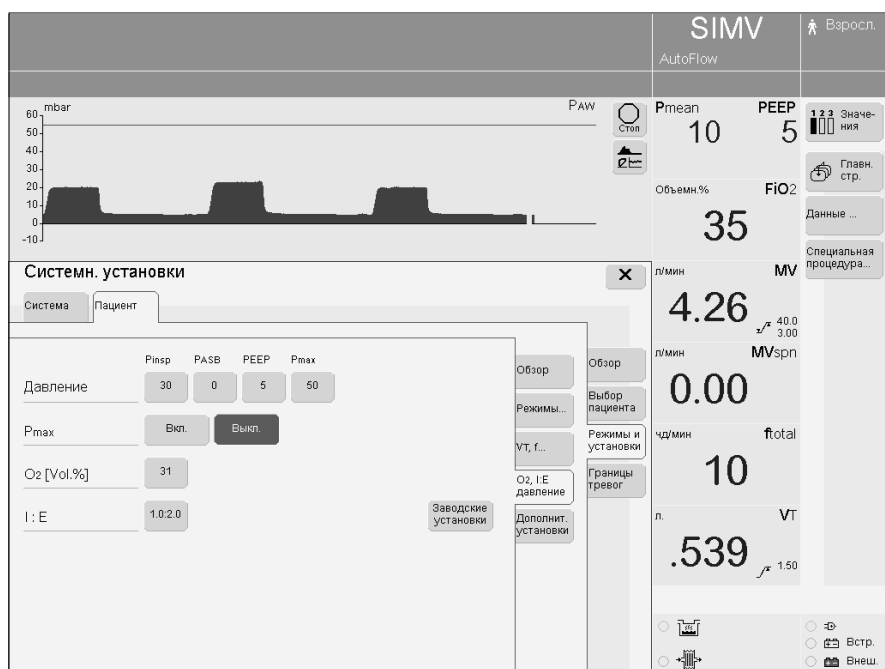 SIMV
AutoFlow
Взросл.
mbar
PAW
60
50
40
30
20
10
0
-10
Стоп
Pmean
PEEP
10
5
Объемн.%
FiO2
35
л/мин
MV
4.26
40.0
3.00
л/мин
MVspn
0.00
чд/мин
ftotal
10
л.
VT
.539
1.50
1 2 3
Значе-
ния
Главн.
стр.
Данные ...
Специальная
процедура...
Системн. установки
Система
Пациент
Pinsp PASB PEEP Pmax
Давление 30 0 5 50
Pmax Вкл. Выкл.
O2 [Vol.%] 31
I : E 1.0:2.0
Заводские
установки
Обзор
Режимы...
VT, f...
O2, I:E
давление
Дополнит.
установки
Обзор
Выбор
пациента
Режимы и
установки
Границы
тревог
Встр.
Внеш.